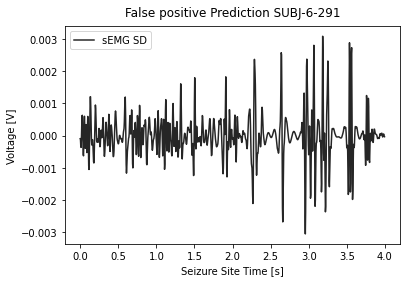 False positive Prediction SUBJ-6-291
sEMG SD
Voltage [V]
0.003
0.002
0.001
0.000
−0.001
−0.002
−0.003
0.0 0.5 1.0 1.5 2.0 2.5 3.0 3.5 4.0
Seizure Site Time [s]